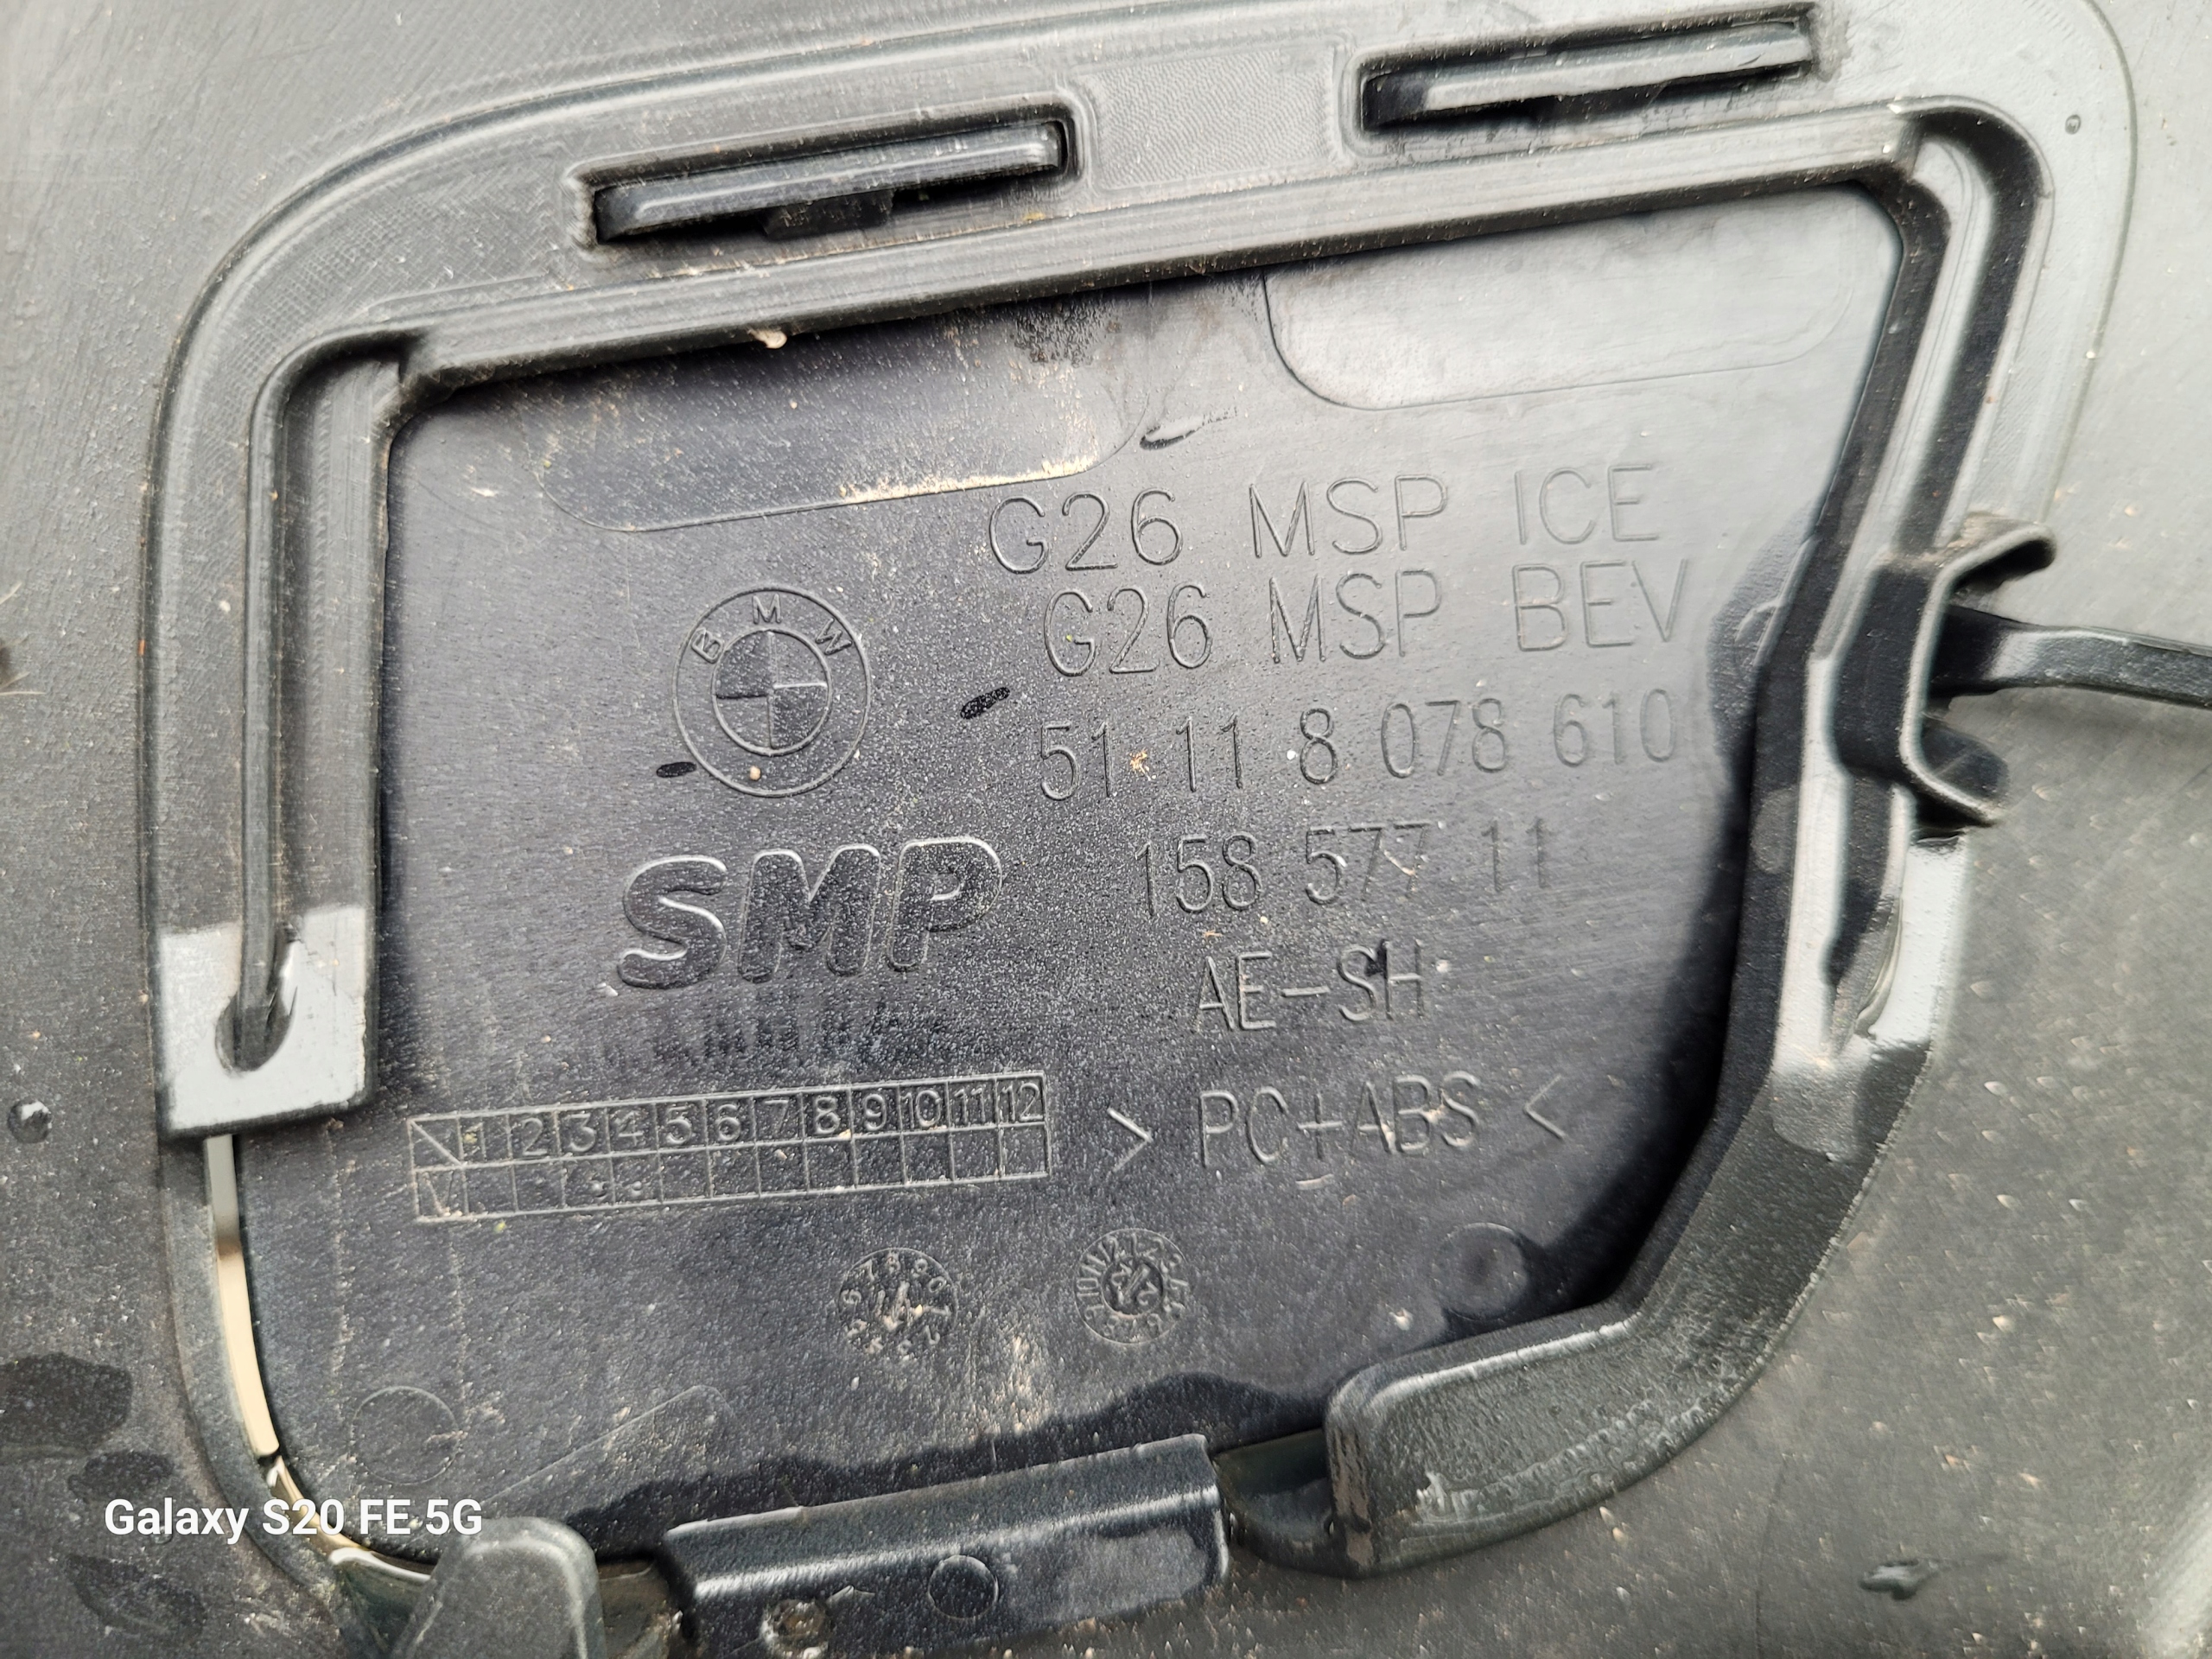 G26 MSP ICE
G26 MSP BEV
BMW
51 11 8 078 610
SMP
158 577 11
AE-SH
1 2 3 4 5 6 7 8 9 10 11 12
> PC+ABS <
Galaxy S20 FE 5G